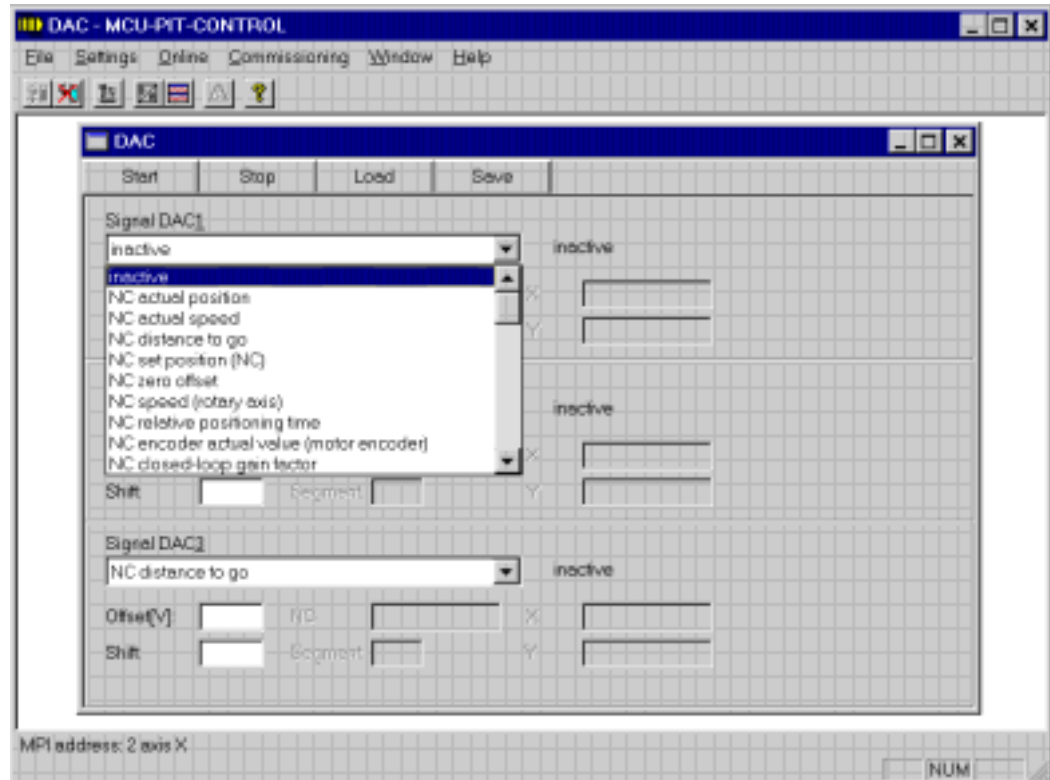 DAC - MCU-PIT-CONTROL
File Settings Online Commissioning Window Help
DAC
Start Stop Load Save
Signal DAC1
inactive inactive
inactive
NC actual position X
NC actual speed
NC distance to go Y
NC set position (NC)
NC zero offset
NC speed (rotary axis)
NC relative positioning time inactive
NC encoder actual value (motor encoder)
NC closed-loop gain factor X
Shift Segment Y
Signal DAC3
NC distance to go inactive
Offset[V]: NO X
Shift Segment Y
MPI address: 2 axis X
NUM